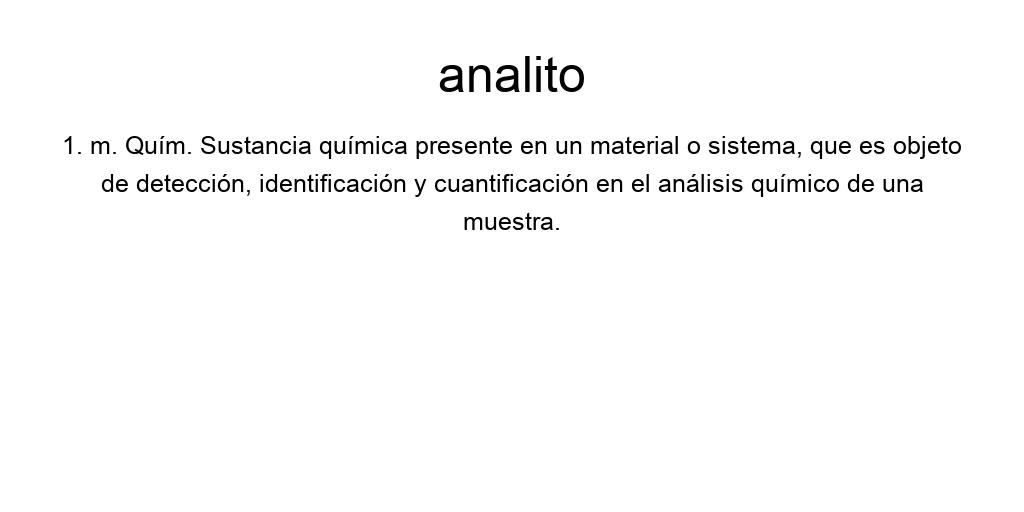 analito
1. m. Quím. Sustancia química presente en un material o sistema, que es objeto
de detección, identificación y cuantificación en el análisis químico de una
muestra.